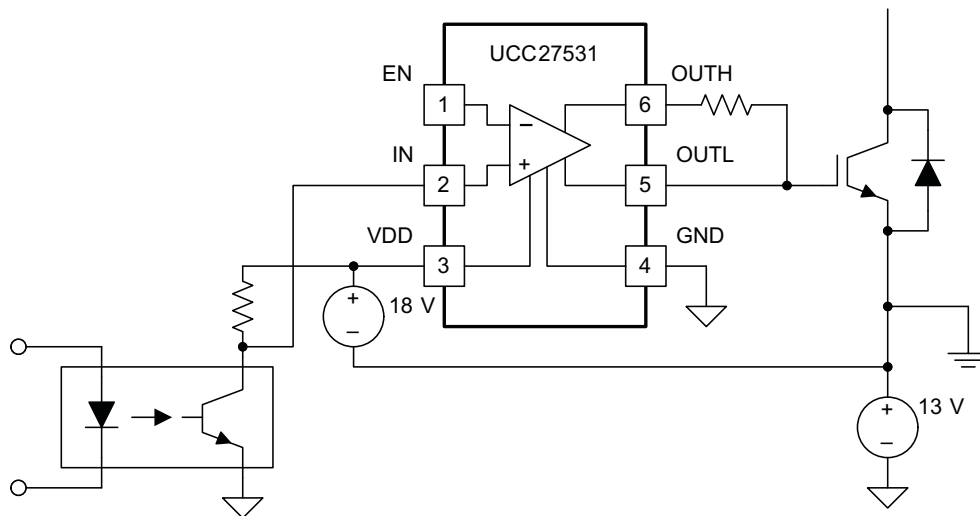 UCC27531
EN
OUTH
1
6
−
IN
+
OUTL
2
5
VDD
GND
3
4
+
−
18 V
+
−
13 V